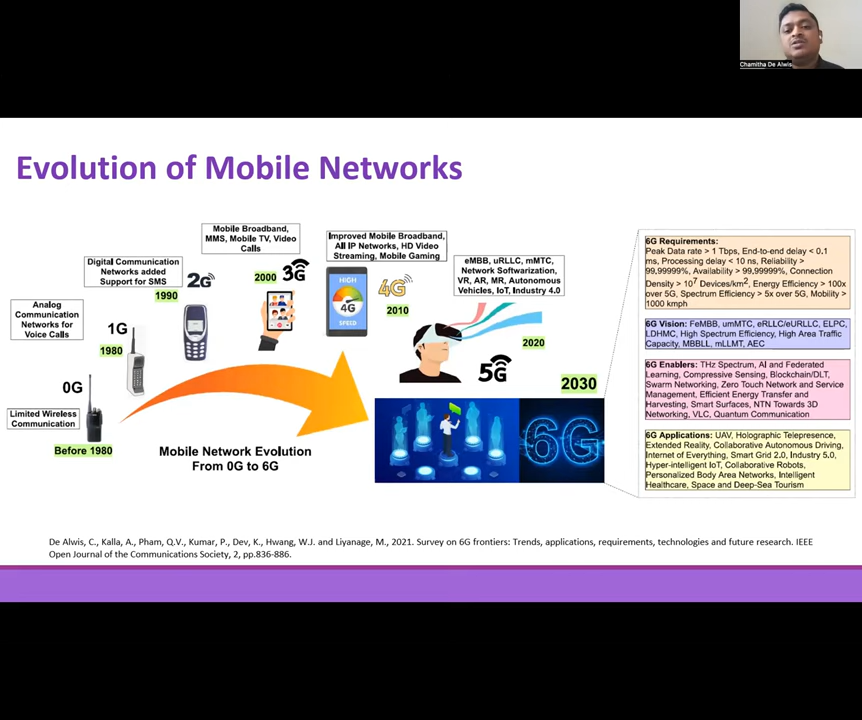 Chamitha De Alwis
Evolution of Mobile Networks
Limited Wireless
Communication
0G
Before 1980
Analog
Communication
Networks for
Voice Calls
1G
1980
Digital Communication
Networks added
Support for SMS
1990
2G
Mobile Broadband,
MMS, Mobile TV, Video
Calls
2000
3G
Improved Mobile Broadband,
All IP Networks, HD Video
Streaming, Mobile Gaming
HIGH
4G
SPEED
4G
2010
eMBB, uRLLC, mMTC,
Network Softwarization,
VR, AR, MR, Autonomous
Vehicles, IoT, Industry 4.0
2020
5G
2030
6G
Mobile Network Evolution
From 0G to 6G
6G Requirements:
Peak Data rate > 1 Tbps, End-to-end delay < 0.1
ms, Processing delay < 10 ns, Reliability >
99,99999%, Availability > 99,99999%, Connection
Density > 10⁷ Devices/km², Energy Efficiency > 100x
over 5G, Spectrum Efficiency > 5x over 5G, Mobility >
1000 kmph
6G Vision: FeMBB, umMTC, eRLLC/eURLLC, ELPC,
LDHMC, High Spectrum Efficiency, High Area Traffic
Capacity, MBBLL, mLLMT, AEC
6G Enablers: THz Spectrum, AI and Federated
Learning, Compressive Sensing, Blockchain/DLT,
Swarm Networking, Zero Touch Network and Service
Management, Efficient Energy Transfer and
Harvesting, Smart Surfaces, NTN Towards 3D
Networking, VLC, Quantum Communication
6G Applications: UAV, Holographic Telepresence,
Extended Reality, Collaborative Autonomous Driving,
Internet of Everything, Smart Grid 2.0, Industry 5.0,
Hyper-intelligent IoT, Collaborative Robots,
Personalized Body Area Networks, Intelligent
Healthcare, Space and Deep-Sea Tourism
De Alwis, C., Kalla, A., Pham, Q.V., Kumar, P., Dev, K., Hwang, W.J. and Liyanage, M., 2021. Survey on 6G frontiers: Trends, applications, requirements, technologies and future research. IEEE
Open Journal of the Communications Society, 2, pp.836-886.